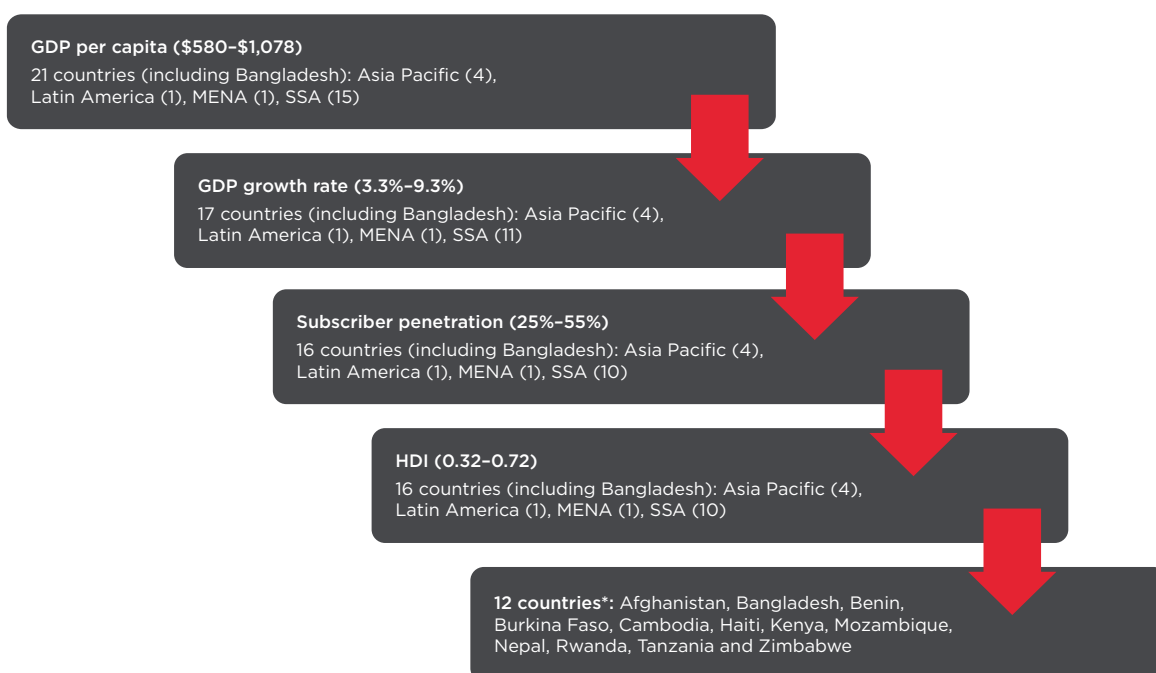 GDP per capita ($580–$1,078)
21 countries (including Bangladesh): Asia Pacific (4),
Latin America (1), MENA (1), SSA (15)
GDP growth rate (3.3%–9.3%)
17 countries (including Bangladesh): Asia Pacific (4),
Latin America (1), MENA (1), SSA (11)
Subscriber penetration (25%–55%)
16 countries (including Bangladesh): Asia Pacific (4),
Latin America (1), MENA (1), SSA (10)
HDI (0.32–0.72)
16 countries (including Bangladesh): Asia Pacific (4),
Latin America (1), MENA (1), SSA (10)
12 countries*: Afghanistan, Bangladesh, Benin,
Burkina Faso, Cambodia, Haiti, Kenya, Mozambique,
Nepal, Rwanda, Tanzania and Zimbabwe